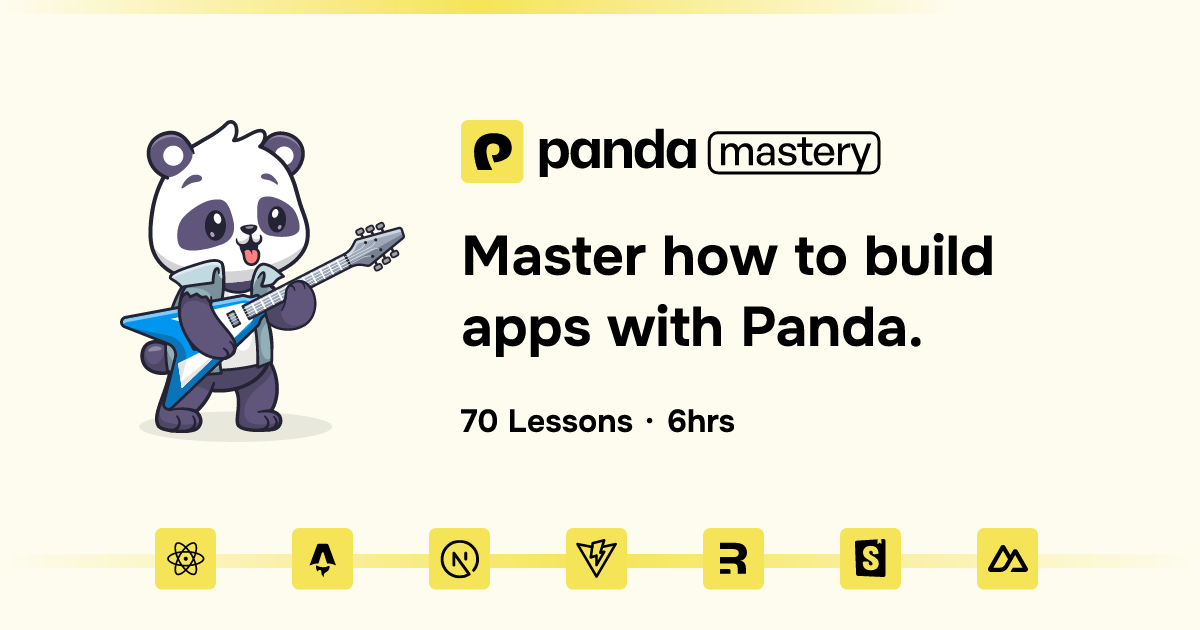 panda mastery
Master how to build
apps with Panda.
70 Lessons · 6hrs